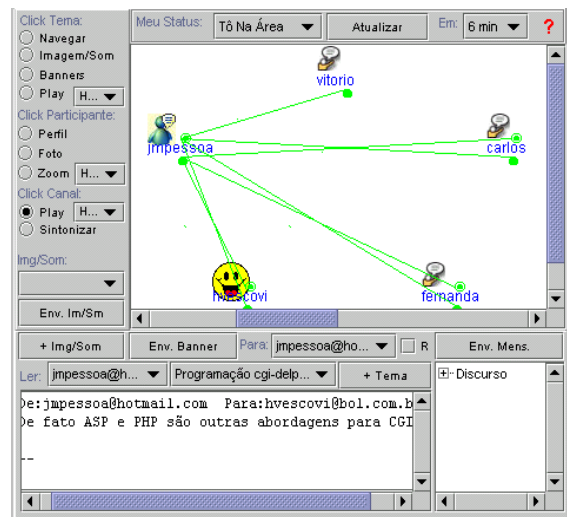 Click Tema:
Navegar
Imagem/Som
Banners
Play H...
Click Participante:
Perfil
Foto
Zoom H...
Click Canal:
Play H...
Sintonizar
Img/Som:
Env. Im/Sm
Meu Status: Tô Na Área Atualizar Em: 6 min ?
vitorio
jmpessoa
carlos
fernanda
+ Img/Som Env. Banner Para: jmpessoa@ho... R Env. Mens.
Ler: jmpessoa@h... Programação cgi-delp... + Tema
Discurso
De:jmpessoa@hotmail.com Para:hvescovi@bol.com.b
De fato ASP e PHP são outras abordagens para CGI
--